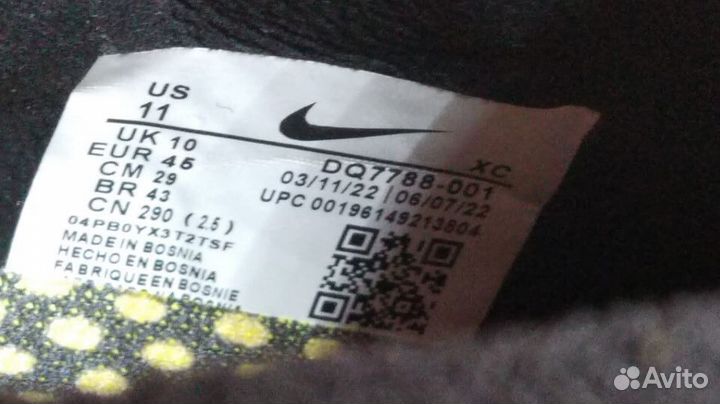 US
11
UK 10
EUR 45
CM 29
BR 43
CN 290 (2.5)
04PB0YX3T2TSF
MADE IN BOSNIA
HECHO EN BOSNIA
FABRIQUE EN BOSNIE
XC
DQ7788-001
03/11/22 | 06/07/22
UPC 00196149213804
Avito